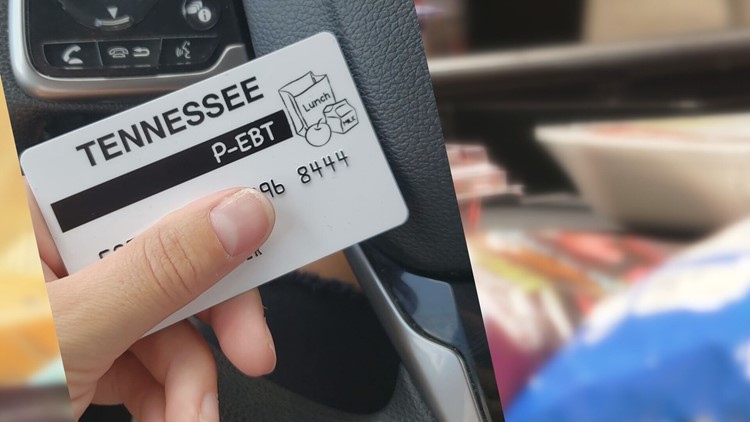 TENNESSEE
P-EBT
Lunch
MILK
96 8444